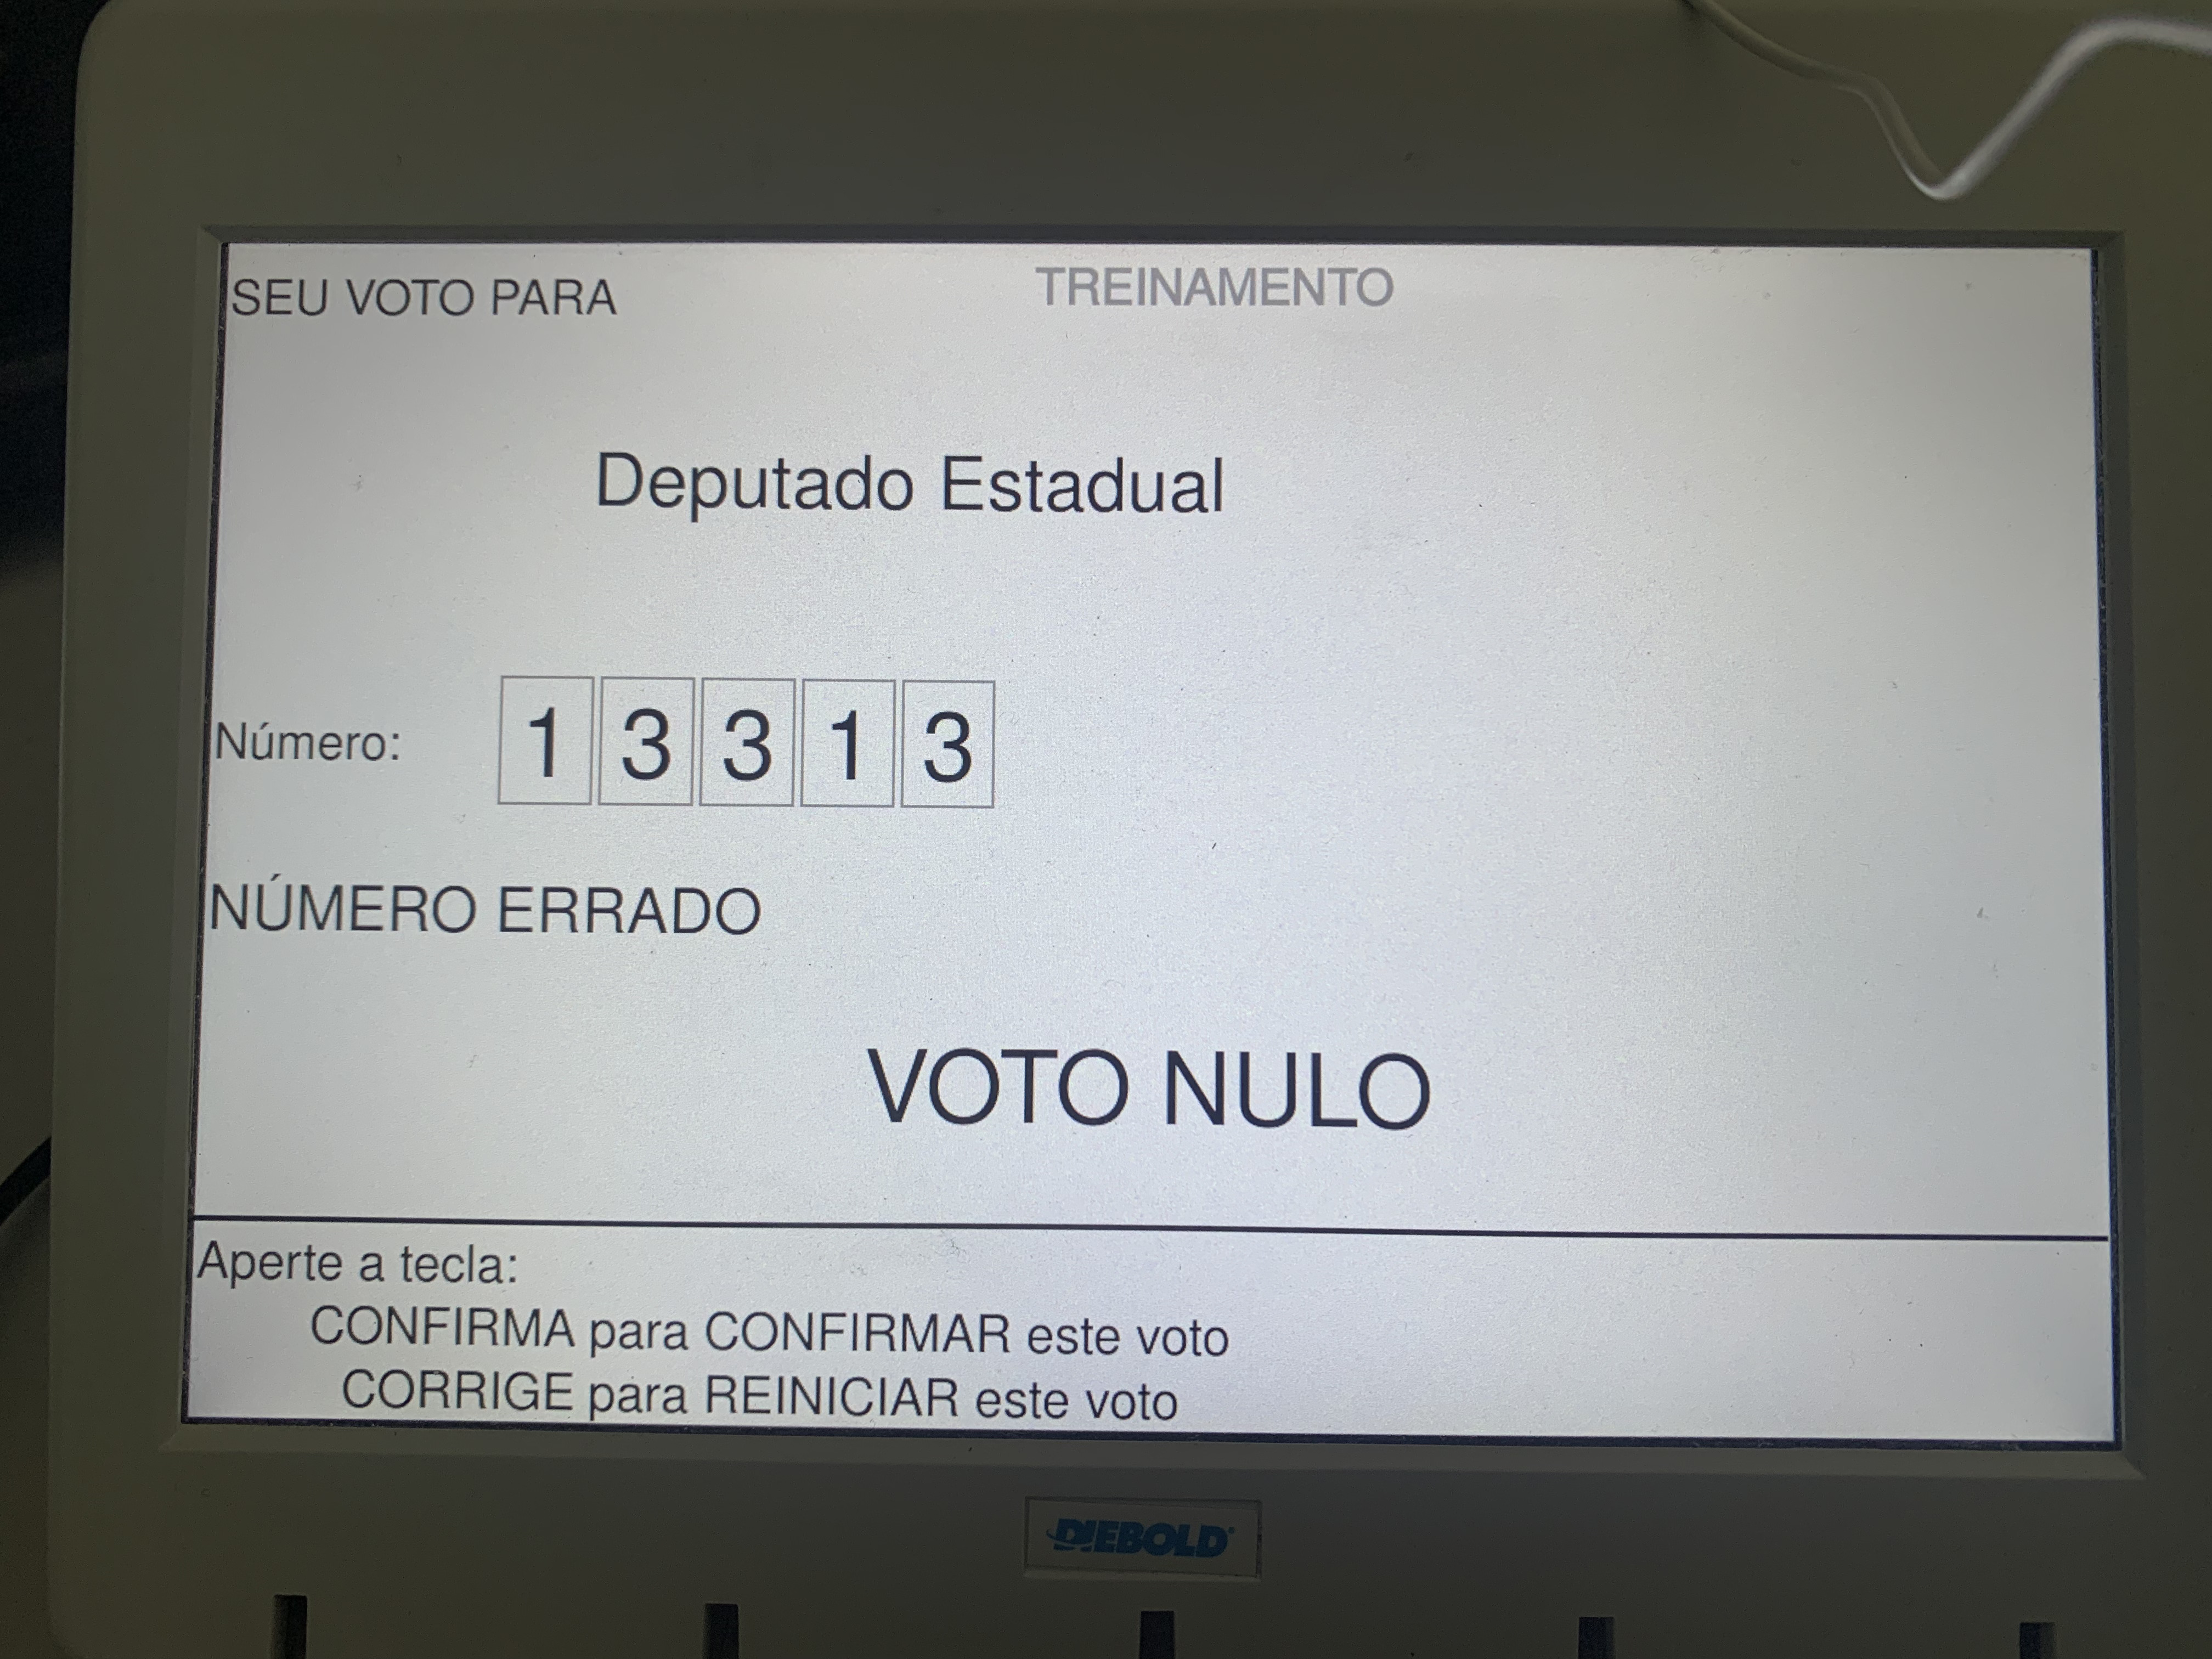 SEU VOTO PARA
TREINAMENTO
Deputado Estadual
Número: 1 3 3 1 3
NÚMERO ERRADO
VOTO NULO
Aperte a tecla:
CONFIRMA para CONFIRMAR este voto
CORRIGE para REINICIAR este voto
DIEBOLD